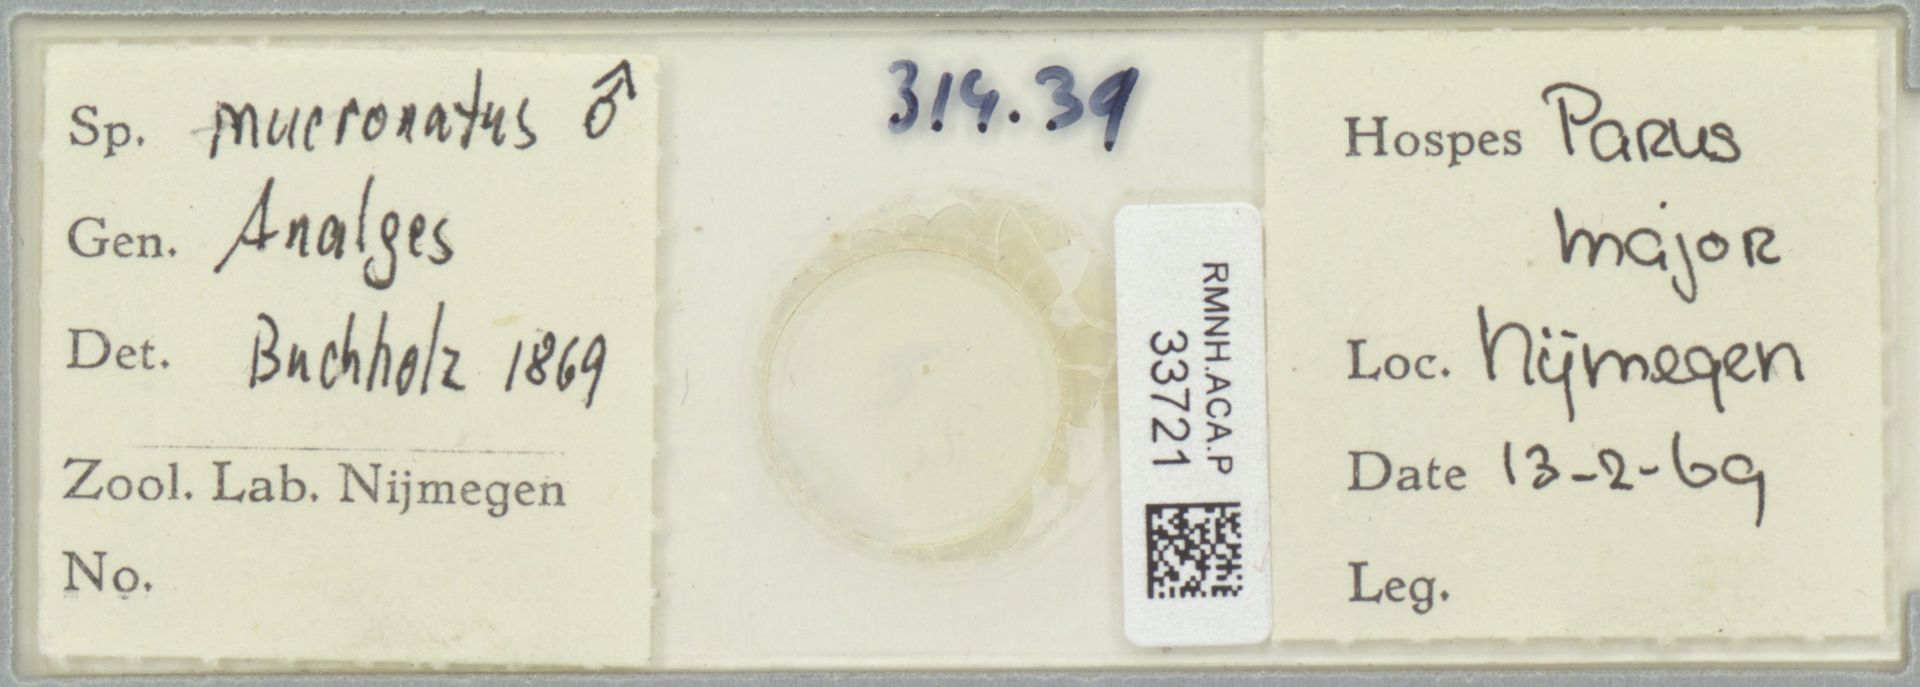 Sp. mucronatus ♂
Gen. Analges
Det. Buchholz 1869
Zool. Lab. Nijmegen
No.
314.39
RMNH.ACA.P
33721
Hospes Parus
major
Loc. Nijmegen
Date 13-2-69
Leg.